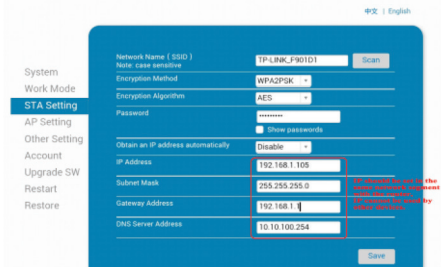 中文 | English
System
Work Mode
STA Setting
AP Setting
Other Setting
Account
Upgrade SW
Restart
Restore
Network Name ( SSID )
Note: case sensitive
TP-LINK_F901D1
Scan
Encryption Method
WPA2PSK
Encryption Algorithm
AES
Password
••••••••
Show passwords
Obtain an IP address automatically
Disable
IP Address
192.168.1.105
Subnet Mask
255.255.255.0
Gateway Address
192.168.1.1
DNS Server Address
10.10.100.254
the
Save